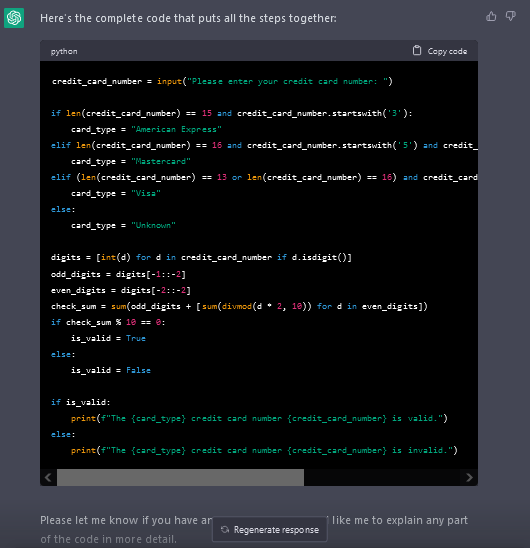 Here's the complete code that puts all the steps together:
python
Copy code
credit_card_number = input("Please enter your credit card number: ")
if len(credit_card_number) == 15 and credit_card_number.startswith('3'):
card_type = "American Express"
elif len(credit_card_number) == 16 and credit_card_number.startswith('5') and credit_
card_type = "Mastercard"
elif (len(credit_card_number) == 13 or len(credit_card_number) == 16) and credit_card
card_type = "Visa"
else:
card_type = "Unknown"
digits = [int(d) for d in credit_card_number if d.isdigit()]
odd_digits = digits[-1::-2]
even_digits = digits[-2::-2]
check_sum = sum(odd_digits + [sum(divmod(d * 2, 10)) for d in even_digits])
if check_sum % 10 == 0:
is_valid = True
else:
is_valid = False
if is_valid:
print(f"The {card_type} credit card number {credit_card_number} is valid.")
else:
print(f"The {card_type} credit card number {credit_card_number} is invalid.")
Please let me know if you have an
like me to explain any part
Regenerate response
of the code in more detail.